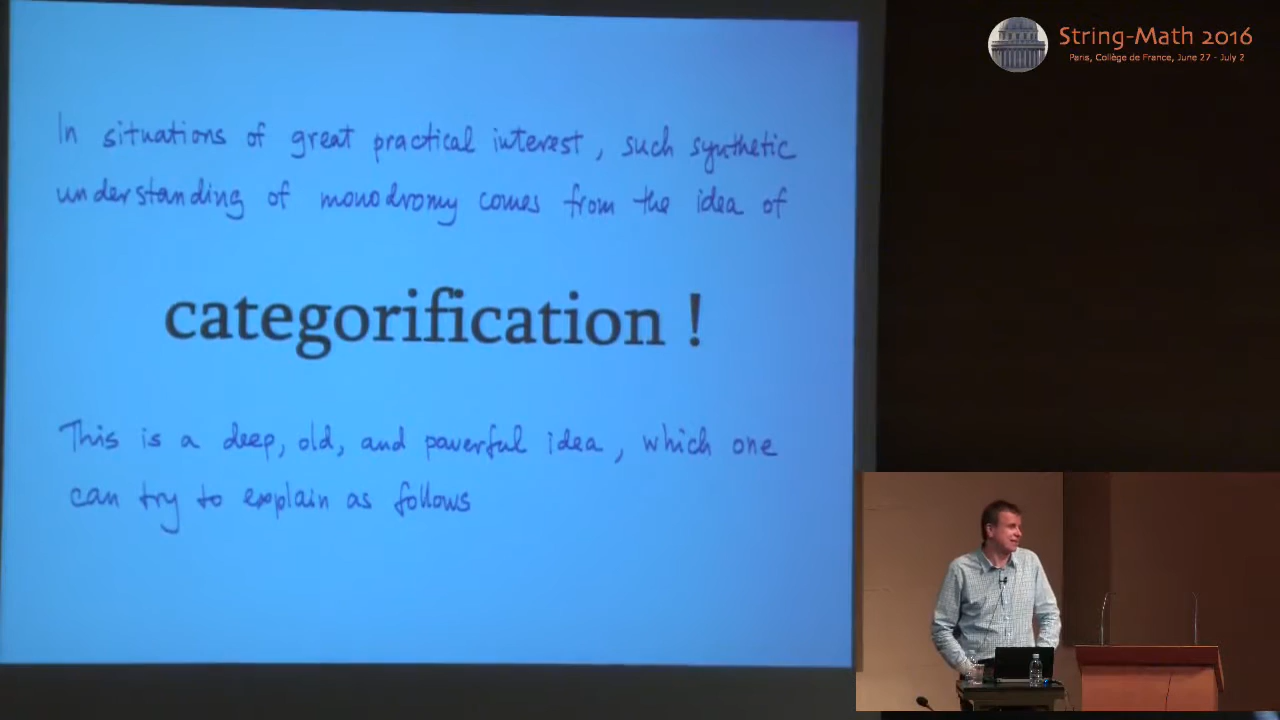 String-Math 2016
Paris, Collège de France, June 27 - July 2
In situations of great practical interest, such synthetic
understanding of monodromy comes from the idea of
categorification !
This is a deep, old, and powerful idea, which one
can try to explain as follows